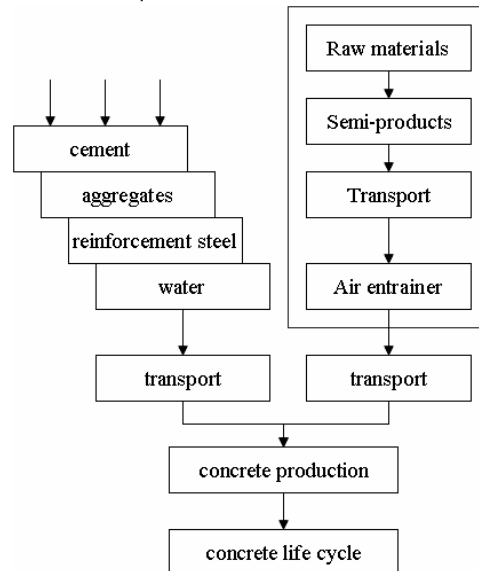 Raw materials
Semi-products
Transport
Air entrainer
cement
aggregates
reinforcement steel
water
transport
transport
concrete production
concrete life cycle